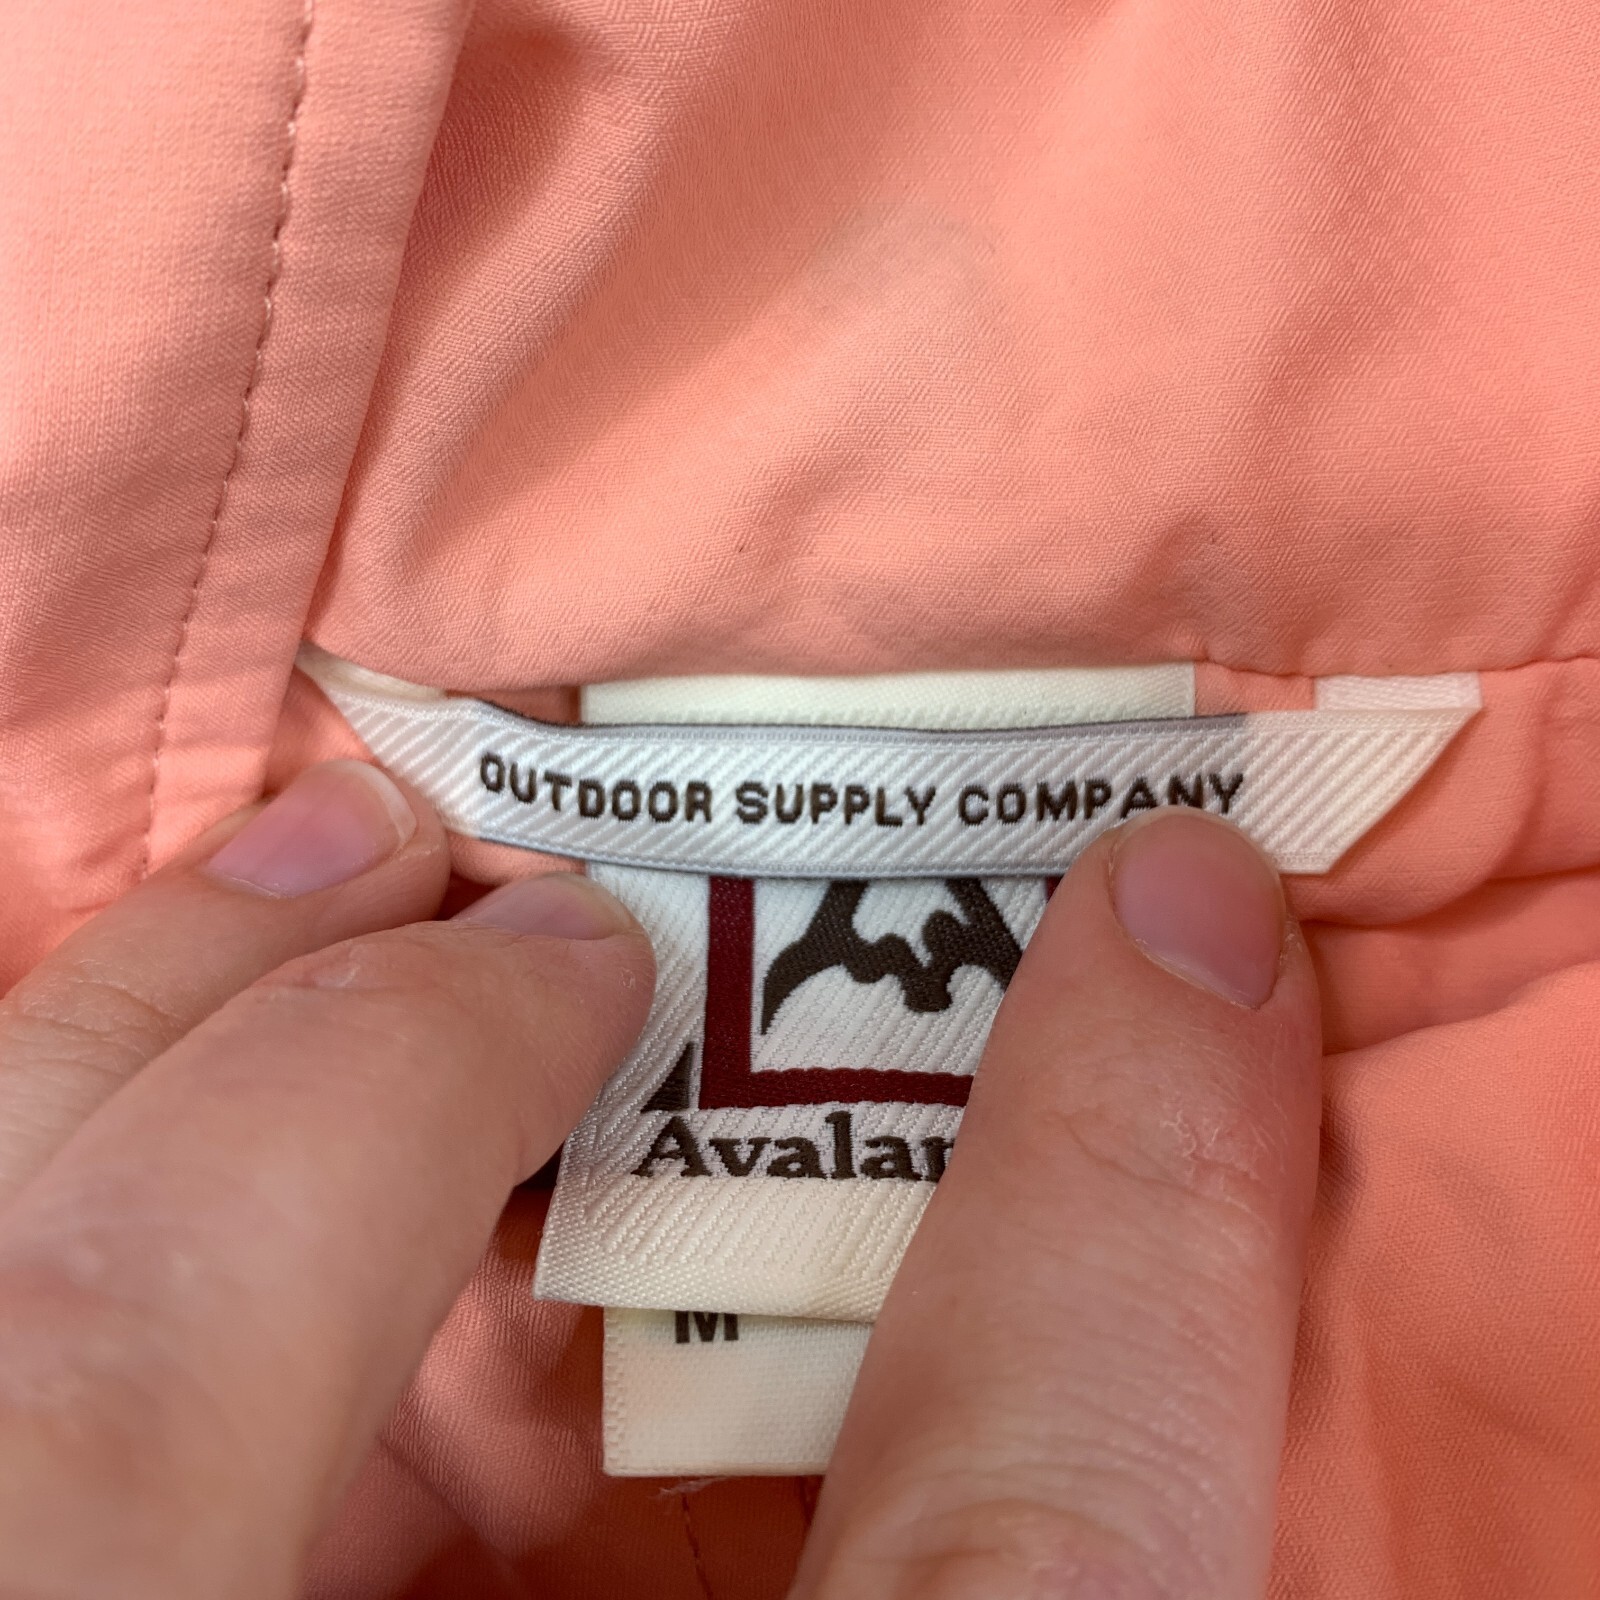 OUTDOOR SUPPLY COMPANY
Avalan
M